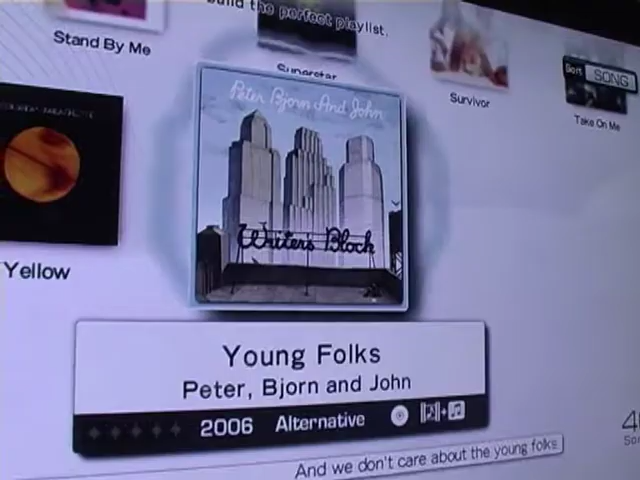 build the perfect playlist.
Stand By Me
Superstar
Survivor
Sort SONG
Take On Me
Peter Bjorn And John
Writer's Block
Yellow
Young Folks
Peter, Bjorn and John
2006 Alternative
And we don't care about the young folks